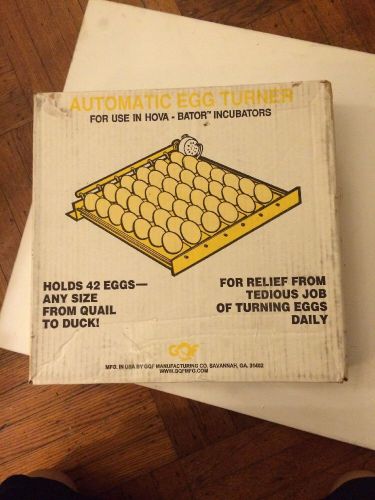 AUTOMATIC EGG TURNER
FOR USE IN HOVA - BATOR™ INCUBATORS
HOLDS 42 EGGS—
ANY SIZE
FROM QUAIL
TO DUCK!
FOR RELIEF FROM
TEDIOUS JOB
OF TURNING EGGS
DAILY
GQF
MFG. IN USA BY GQF MANUFACTURING CO. SAVANNAH, GA. 31402
WWW.GQFMFG.COM